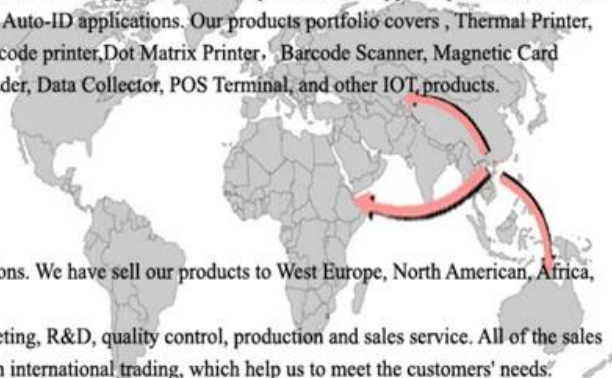 Auto-ID applications. Our products portfolio covers , Thermal Printer,
code printer,Dot Matrix Printer，Barcode Scanner, Magnetic Card
der, Data Collector, POS Terminal, and other IOT products.
ons. We have sell our products to West Europe, North American, Africa,
eting, R&D, quality control, production and sales service. All of the sales
n international trading, which help us to meet the customers' needs.